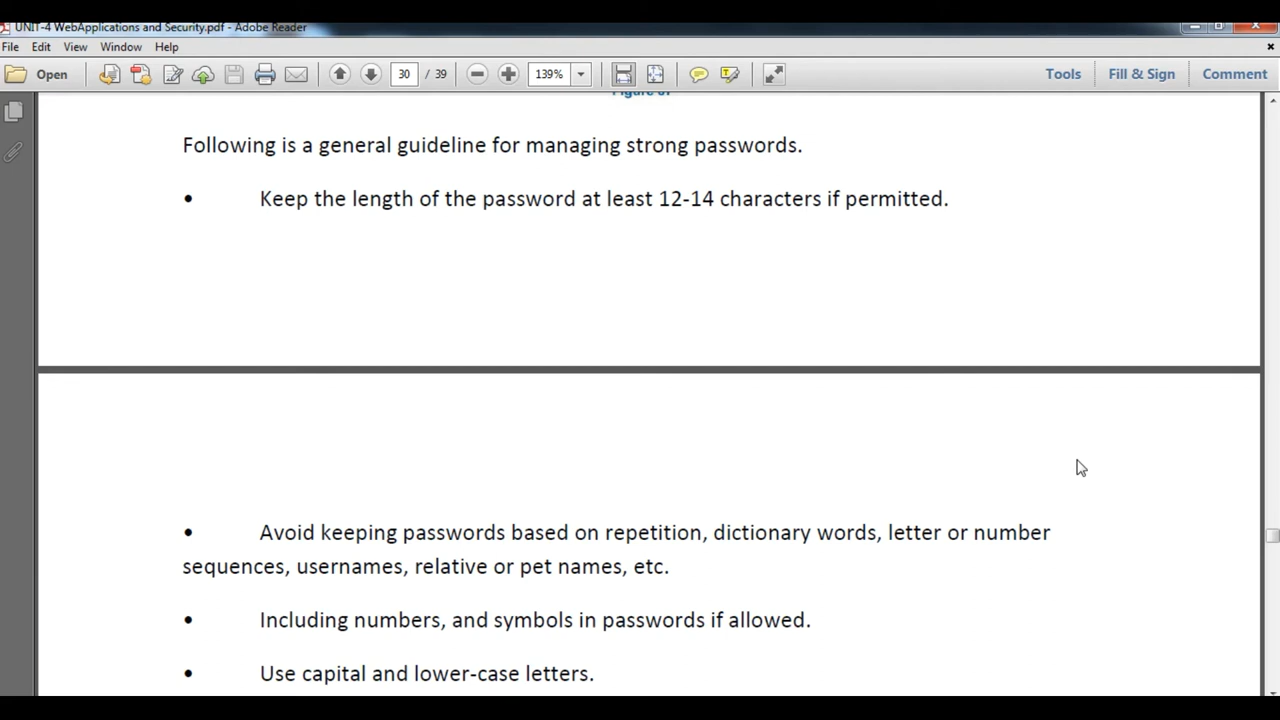 UNIT-4 WebApplications and Security.pdf - Adobe Reader
File Edit View Window Help
Open 30 / 39 139% Tools Fill & Sign Comment
Following is a general guideline for managing strong passwords.
• Keep the length of the password at least 12-14 characters if permitted.
• Avoid keeping passwords based on repetition, dictionary words, letter or number
sequences, usernames, relative or pet names, etc.
• Including numbers, and symbols in passwords if allowed.
• Use capital and lower-case letters.